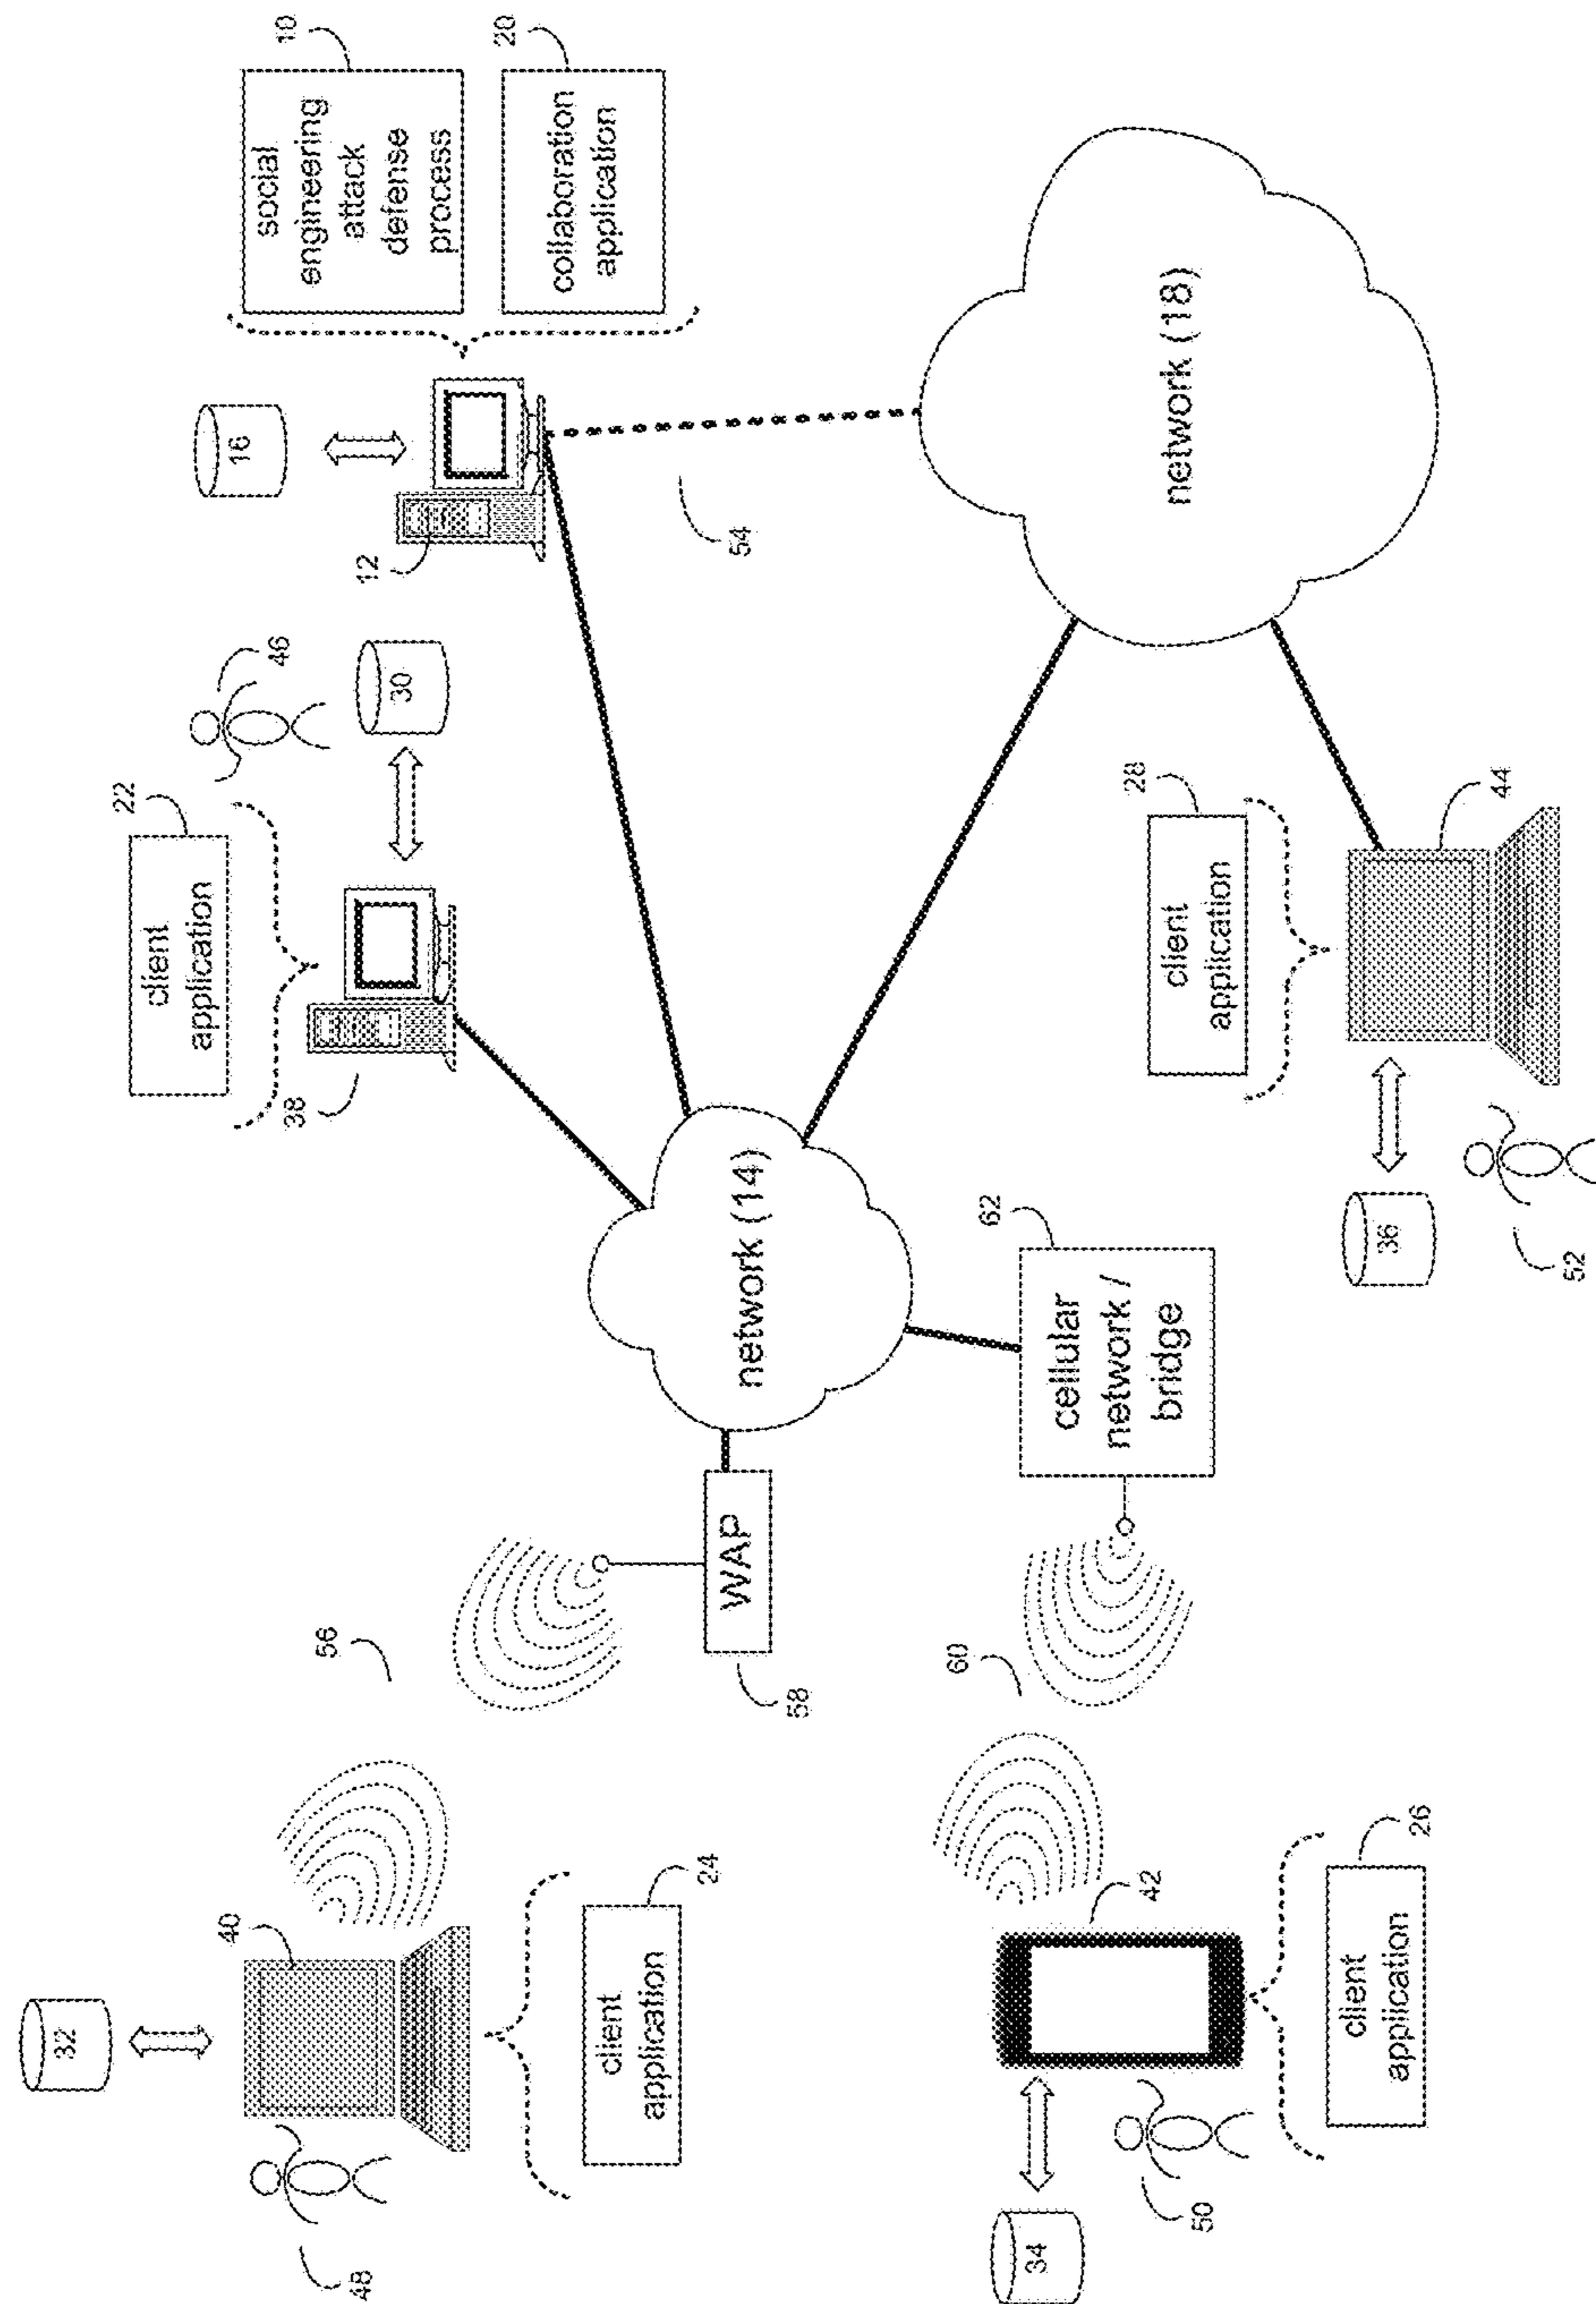 32
40
48
client
application
24
22
client
application
38
46
30
16
12
10
social
engineering
attack
defense
process
20
collaboration
application
54
56
WAP
58
network (14)
network (18)
60
cellular
network /
bridge
62
34
42
50
client
application
26
28
client
application
44
36
52